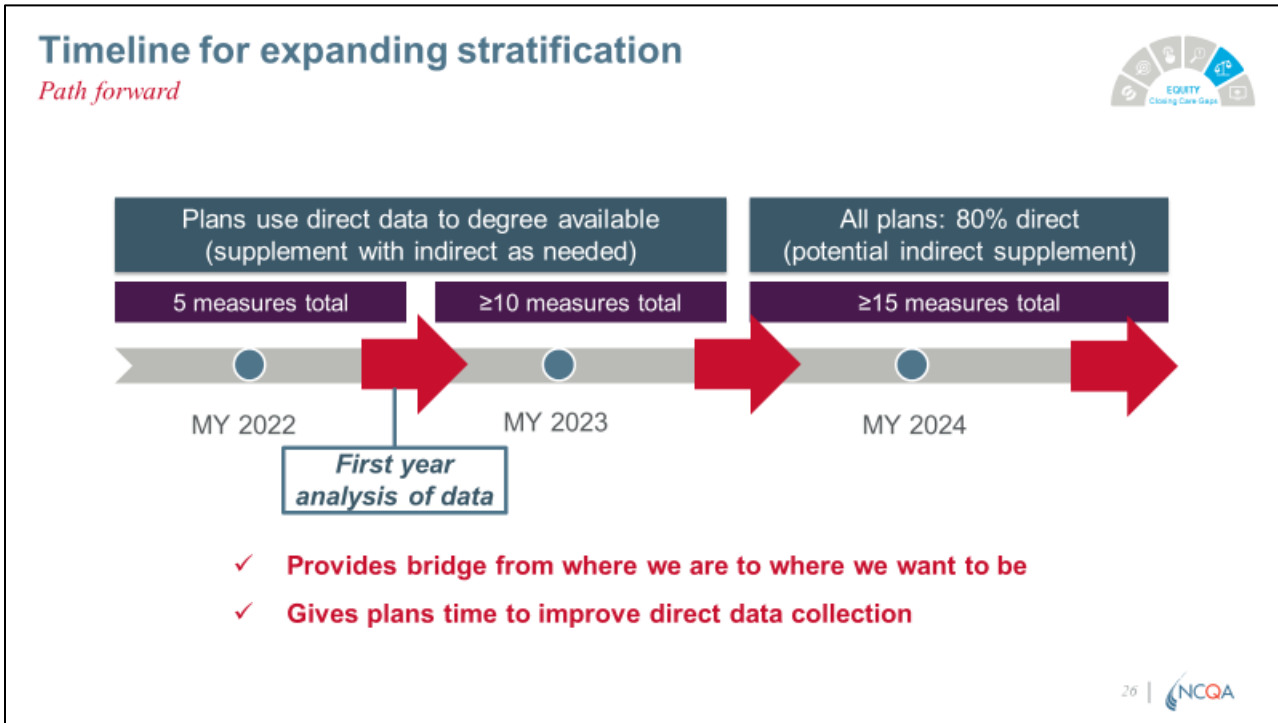 Timeline for expanding stratification
Path forward
EQUITY
Closing Care Gaps
Plans use direct data to degree available
(supplement with indirect as needed)
All plans: 80% direct
(potential indirect supplement)
5 measures total
≥10 measures total
≥15 measures total
MY 2022
MY 2023
MY 2024
First year
analysis of data
✓ Provides bridge from where we are to where we want to be
✓ Gives plans time to improve direct data collection
26 | NCQA